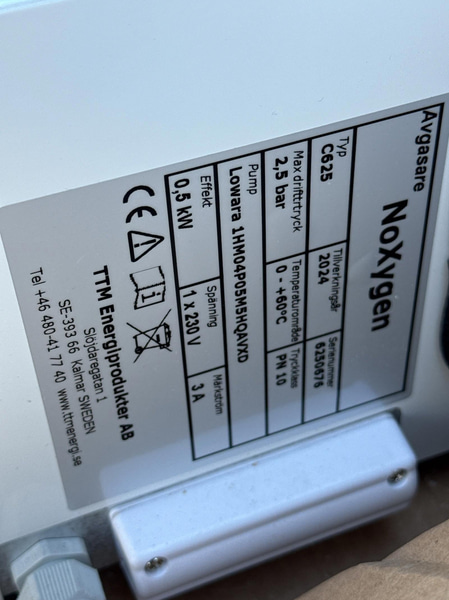 Avgasare
NoXygen
Typ Tillverkningsår Serienummer
C625 2024 6250676
Max drifttryck Temperaturområde Tryckklass
2,5 bar 0 - +60°C PN 10
Pump
Lowara 1HM04P05M5HQAVXD
Effekt Spänning Märkström
0,5 kW 1 x 230 V 3 A
CE
TTM Energiprodukter AB
Slöjdaregatan 1
SE-393 66 Kalmar SWEDEN
Tel +46 480-41 77 40 www.ttmenergi.se